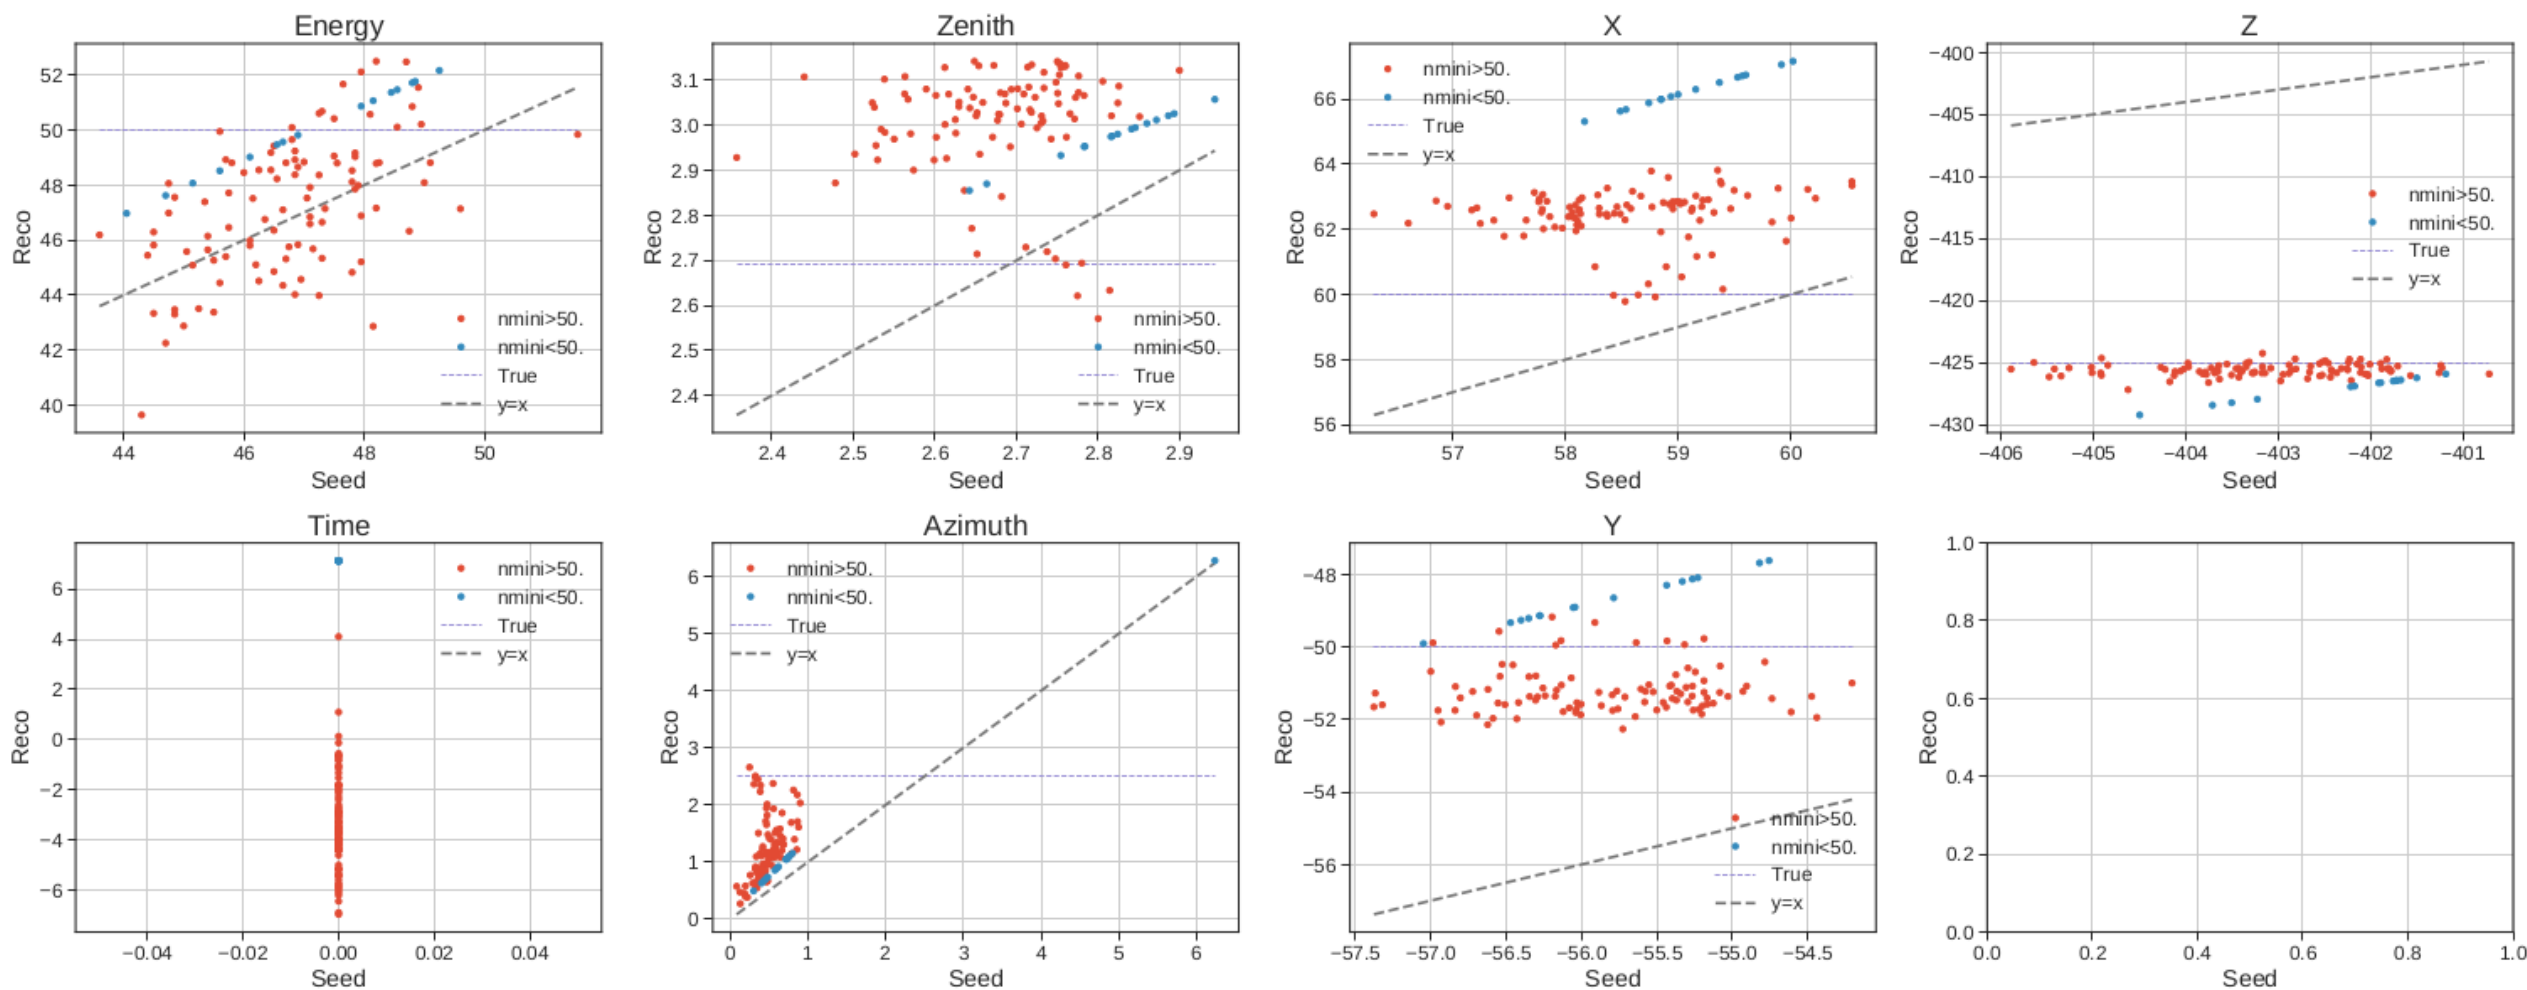 Energy
52
50
48
46
44
42
40
Reco
nmini>50.
nmini<50.
True
y=x
44 46 48 50
Seed
Zenith
3.1
3.0
2.9
2.8
2.7
2.6
2.5
2.4
Reco
nmini>50.
nmini<50.
True
y=x
2.4 2.5 2.6 2.7 2.8 2.9
Seed
X
66
64
62
60
58
56
Reco
nmini>50.
nmini<50.
True
y=x
57 58 59 60
Seed
Z
−400
−405
−410
−415
−420
−425
−430
Reco
nmini>50.
nmini<50.
True
y=x
−406 −405 −404 −403 −402 −401
Seed
Time
6
4
2
0
−2
−4
−6
Reco
nmini>50.
nmini<50.
True
y=x
−0.04 −0.02 0.00 0.02 0.04
Seed
Azimuth
6
5
4
3
2
1
0
Reco
nmini>50.
nmini<50.
True
y=x
0 1 2 3 4 5 6
Seed
Y
−48
−50
−52
−54
−56
Reco
nmini>50.
nmini<50.
True
y=x
−57.5 −57.0 −56.5 −56.0 −55.5 −55.0 −54.5
Seed
1.0
0.8
0.6
0.4
0.2
0.0
Reco
0.0 0.2 0.4 0.6 0.8 1.0
Seed